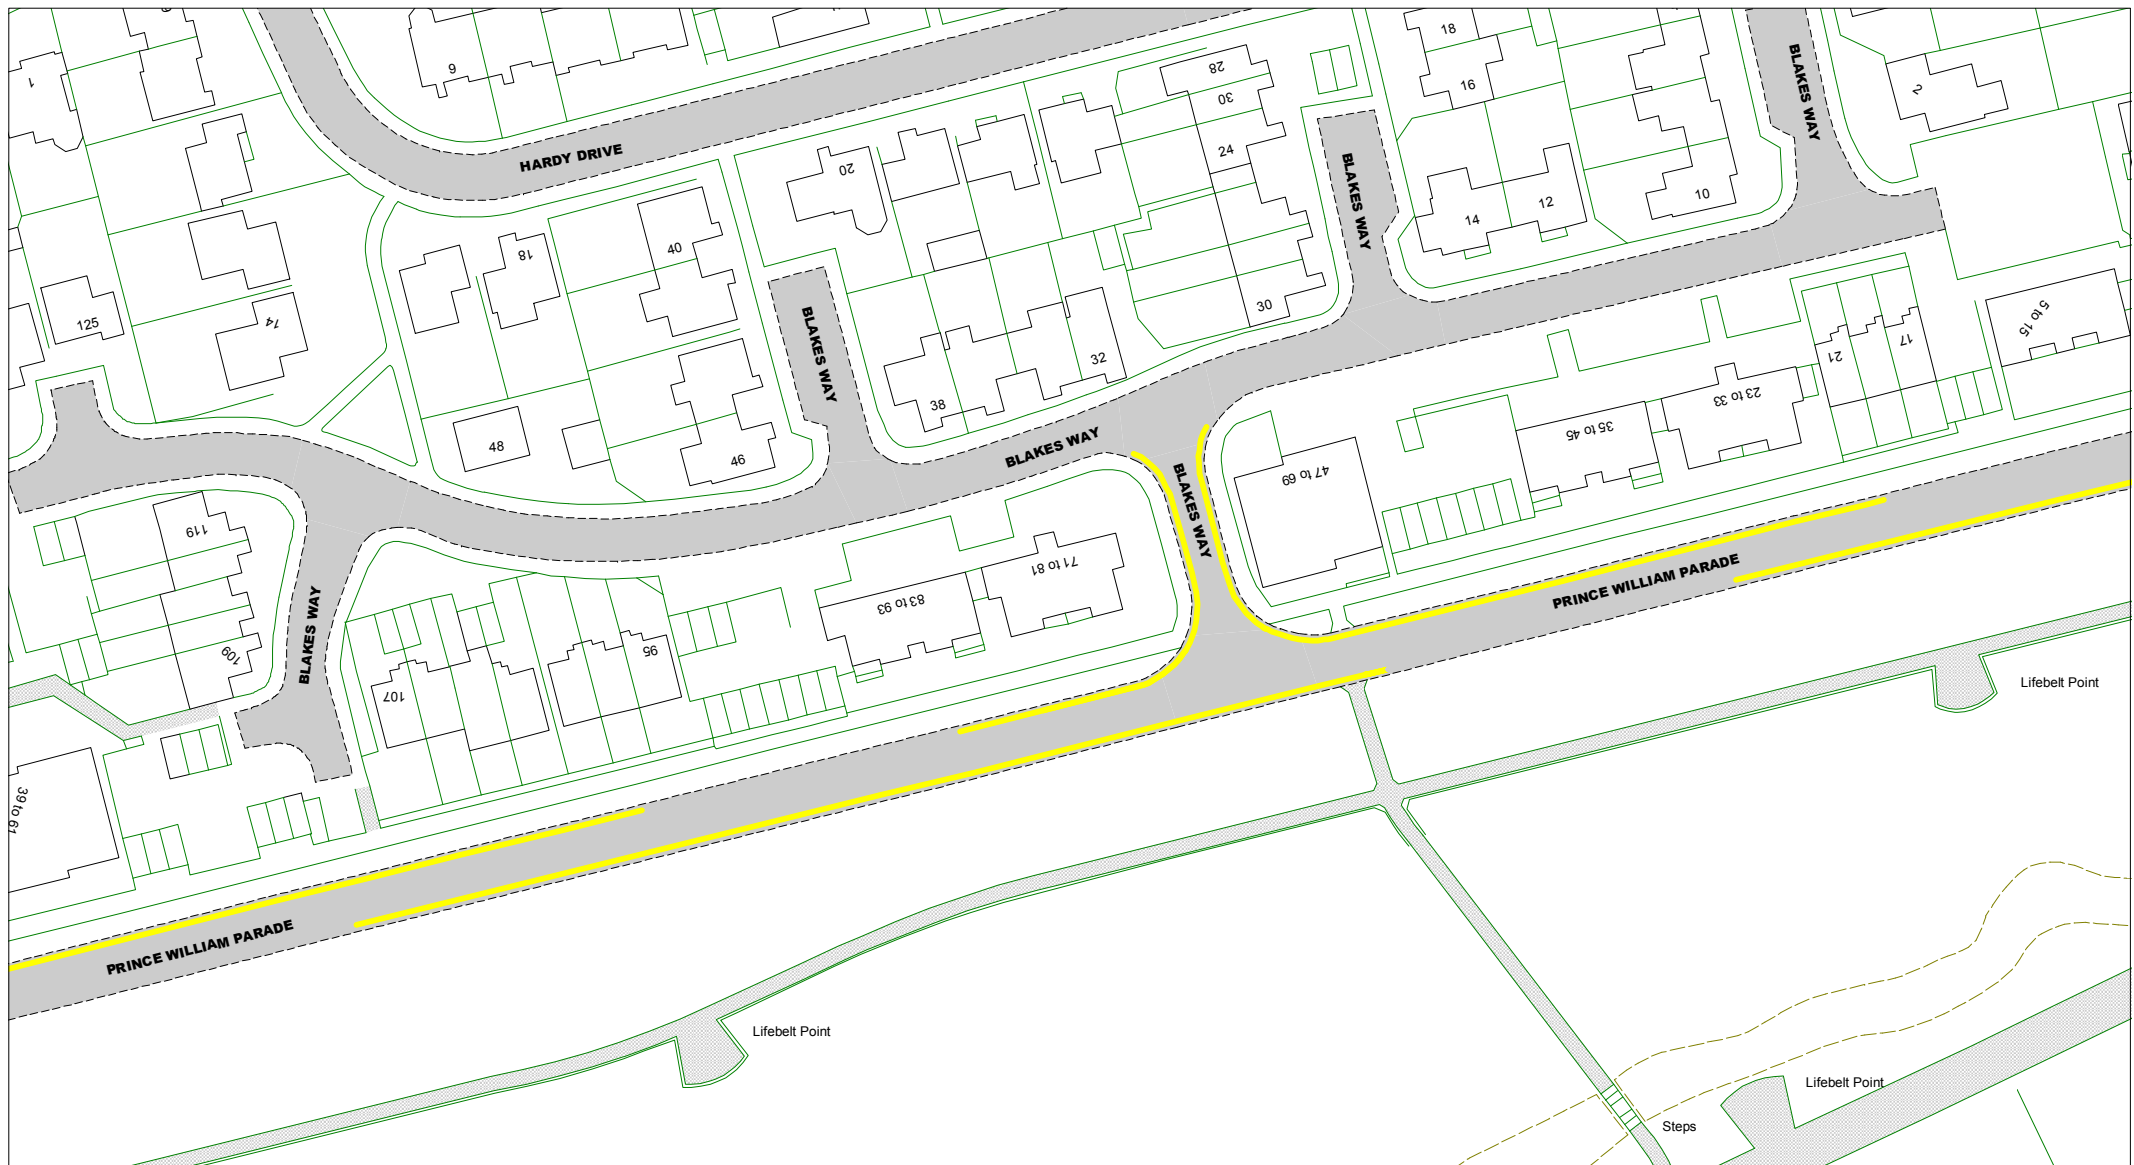 1
6
18
16
28
30
24
BLAKES WAY
BLAKES WAY
2
HARDY DRIVE
20
14
12
10
40
18
125
74
30
BLAKES WAY
32
38
48
46
BLAKES WAY
BLAKES WAY
47 to 69
35 to 45
23 to 33
21
17
5 to 15
119
109
BLAKES WAY
107
95
83 to 93
71 to 81
PRINCE WILLIAM PARADE
Lifebelt Point
39 to 61
PRINCE WILLIAM PARADE
Lifebelt Point
Lifebelt Point
Steps